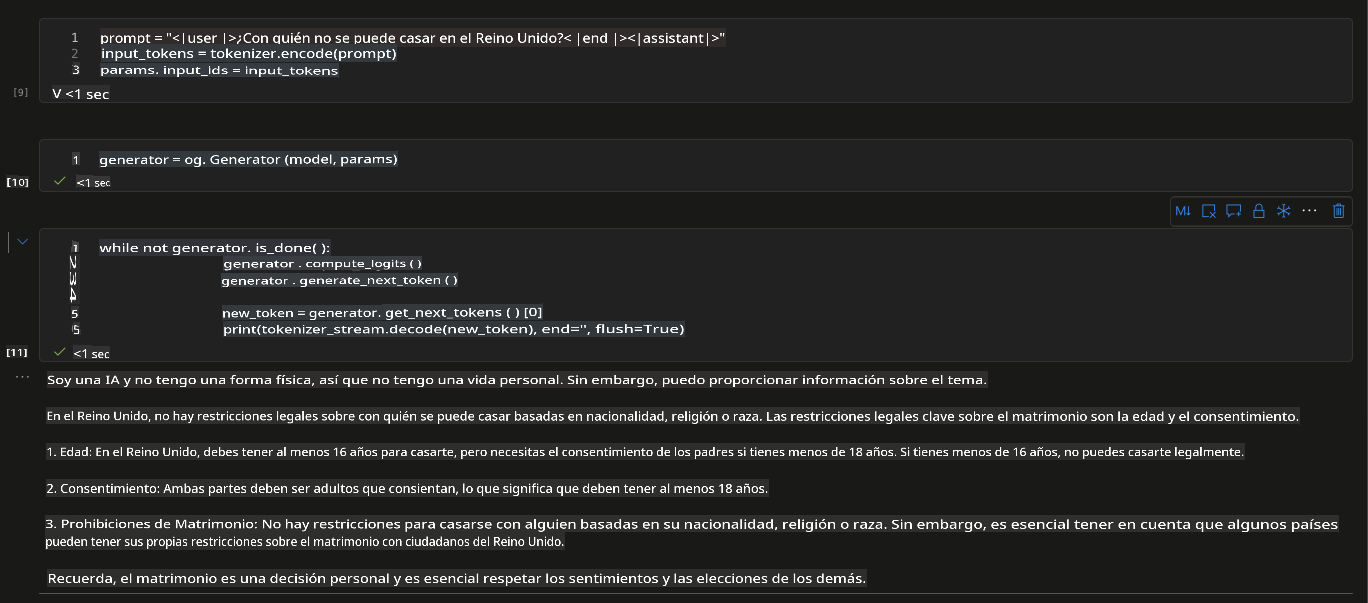 1 prompt = "<|user |>¿Con quién no se puede casar en el Reino Unido?< |end |><|assistant|>"
2 input_tokens = tokenizer.encode(prompt)
3 params. input_ids = input_tokens
[9] V <1 sec
1 generator = og. Generator (model, params)
[10] <1 sec
M↓
1 while not generator. is_done( ):
generator . compute_logits ( )
generator . generate_next_token ( )
5 new_token = generator. get_next_tokens ( ) [0]
print(tokenizer_stream.decode(new_token), end='', flush=True)
[11] <1 sec
Soy una IA y no tengo una forma física, así que no tengo una vida personal. Sin embargo, puedo proporcionar información sobre el tema.
En el Reino Unido, no hay restricciones legales sobre con quién se puede casar basadas en nacionalidad, religión o raza. Las restricciones legales clave sobre el matrimonio son la edad y el consentimiento.
1. Edad: En el Reino Unido, debes tener al menos 16 años para casarte, pero necesitas el consentimiento de los padres si tienes menos de 18 años. Si tienes menos de 16 años, no puedes casarte legalmente.
2. Consentimiento: Ambas partes deben ser adultos que consientan, lo que significa que deben tener al menos 18 años.
3. Prohibiciones de Matrimonio: No hay restricciones para casarse con alguien basadas en su nacionalidad, religión o raza. Sin embargo, es esencial tener en cuenta que algunos países
pueden tener sus propias restricciones sobre el matrimonio con ciudadanos del Reino Unido.
Recuerda, el matrimonio es una decisión personal y es esencial respetar los sentimientos y las elecciones de los demás.